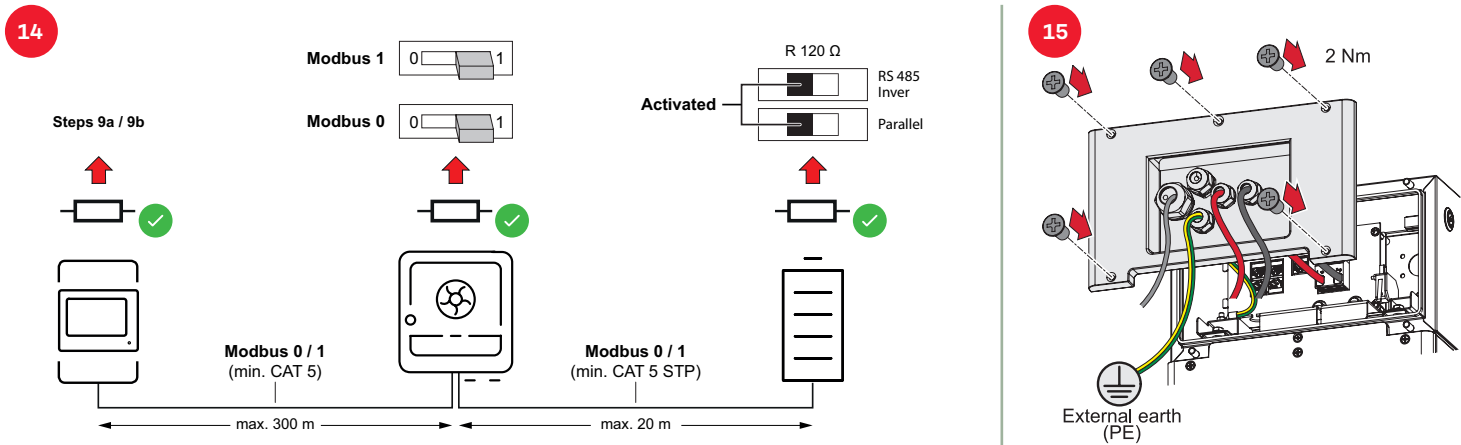 14
Steps 9a / 9b
Modbus 1
0
1
Modbus 0
0
1
R 120 Ω
RS 485
Inver
Activated
Parallel
Modbus 0 / 1
(min. CAT 5)
Modbus 0 / 1
(min. CAT 5 STP)
max. 300 m
max. 20 m
15
2 Nm
External earth
(PE)